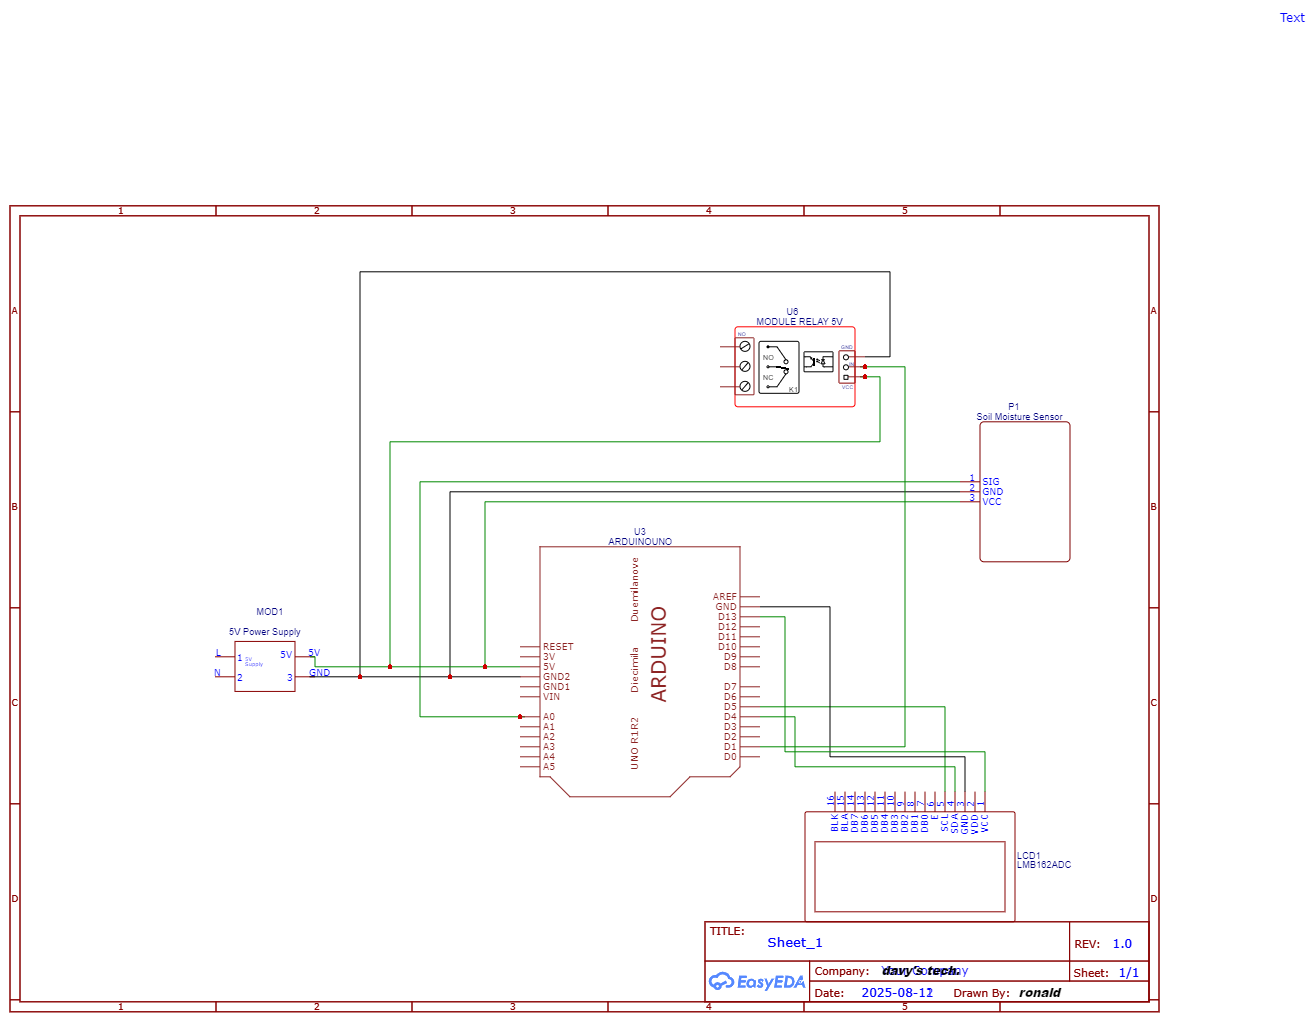 Text
1 2 3 4 5
A A
U6
MODULE RELAY 5V
NO
GND
NO
IN
NC
K1
VCC
P1
Soil Moisture Sensor
1 SIG
2 GND
3 VCC
B B
U3
ARDUINOUNO
Duemilanove
Diecimila
UNO R1R2
ARDUINO
AREF
GND
D13
D12
D11
D10
D9
D8
D7
D6
D5
D4
D3
D2
D1
D0
RESET
3V
5V
GND2
GND1
VIN
A0
A1
A2
A3
A4
A5
MOD1
5V Power Supply
L 1 5V 5V
5V
Supply
N 2 3 GND
C C
16 15 14 13 12 11 10 9 8 7 6 5 4 3 2 1
BLK BLA DB7 DB6 DB5 DB4 DB3 DB2 DB1 DB0 E SCL SDA GND VDD VCC
LCD1
LMB162ADC
D D
TITLE:
Sheet_1
REV: 1.0
EasyEDA
Company: davy's tech.
Sheet: 1/1
Date: 2025-08-12 Drawn By: ronald
1 2 3 4 5